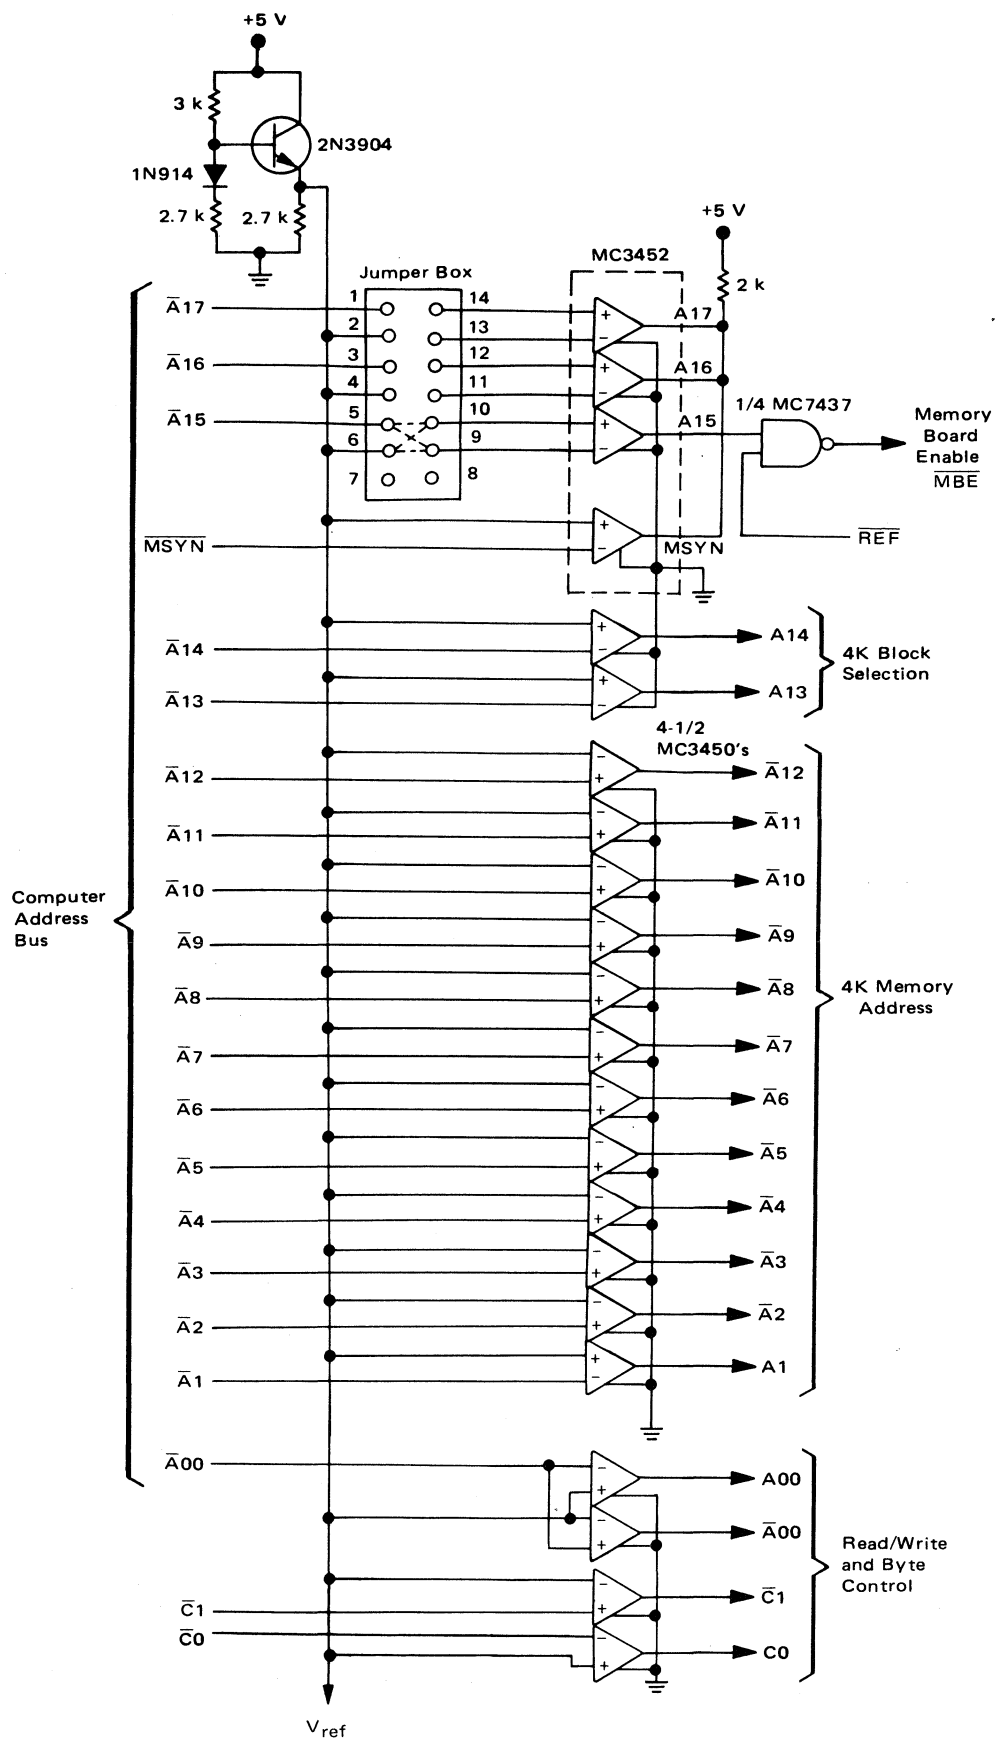 +5 V
3 k
2N3904
1N914
2.7 k
2.7 k
+5 V
MC3452
2 k
Jumper Box
A̅17
1
14
A17
2
13
A̅16
3
12
A16
4
11
A̅15
5
10
A15
1/4 MC7437
6
9
7
8
Memory
Board
Enable
M̅B̅E̅
R̅E̅F̅
M̅S̅Y̅N̅
MSYN
A̅14
A14
A̅13
A13
4K Block
Selection
4-1/2
MC3450's
A̅12
A̅12
A̅11
A̅11
A̅10
A̅10
A̅9
A̅9
A̅8
A̅8
A̅7
A̅7
A̅6
A̅6
A̅5
A̅5
A̅4
A̅4
A̅3
A̅3
A̅2
A̅2
A̅1
A1
Computer
Address
Bus
4K Memory
Address
A̅00
A00
A̅00
C̅1
C̅1
C̅0
C0
Read/Write
and Byte
Control
Vref